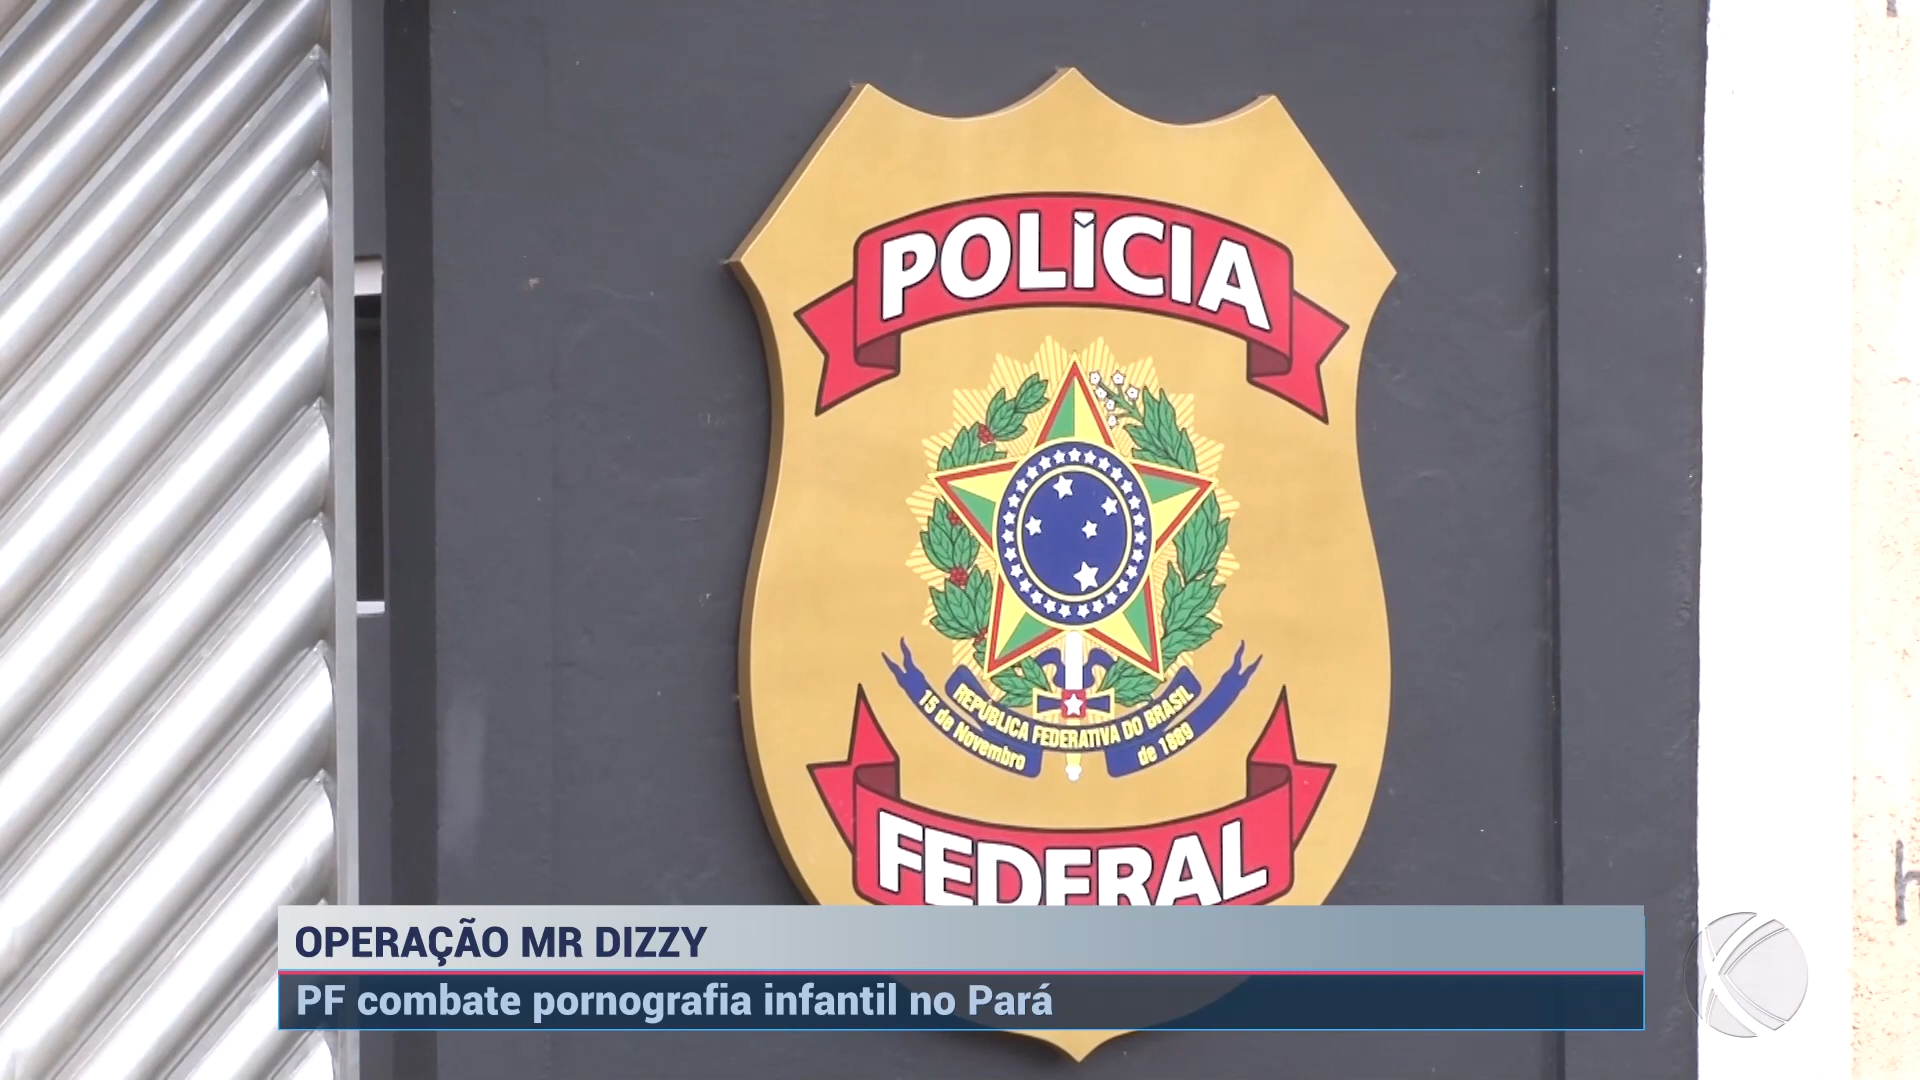 POLÍCIA
REPÚBLICA FEDERATIVA DO BRASIL
15 de Novembro
de 1889
FEDERAL
OPERAÇÃO MR DIZZY
PF combate pornografia infantil no Pará